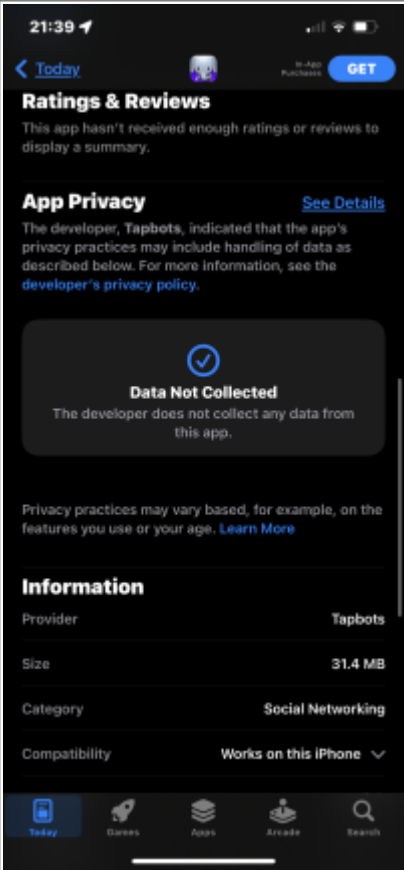 21:39
Today
In-App
Purchases
GET
Ratings & Reviews
This app hasn't received enough ratings or reviews to
display a summary.
App Privacy
See Details
The developer, Tapbots, indicated that the app's
privacy practices may include handling of data as
described below. For more information, see the
developer's privacy policy.
Data Not Collected
The developer does not collect any data from
this app.
Privacy practices may vary based, for example, on the
features you use or your age. Learn More
Information
Provider
Tapbots
Size
31.4 MB
Category
Social Networking
Compatibility
Works on this iPhone
Today
Games
Apps
Arcade
Search